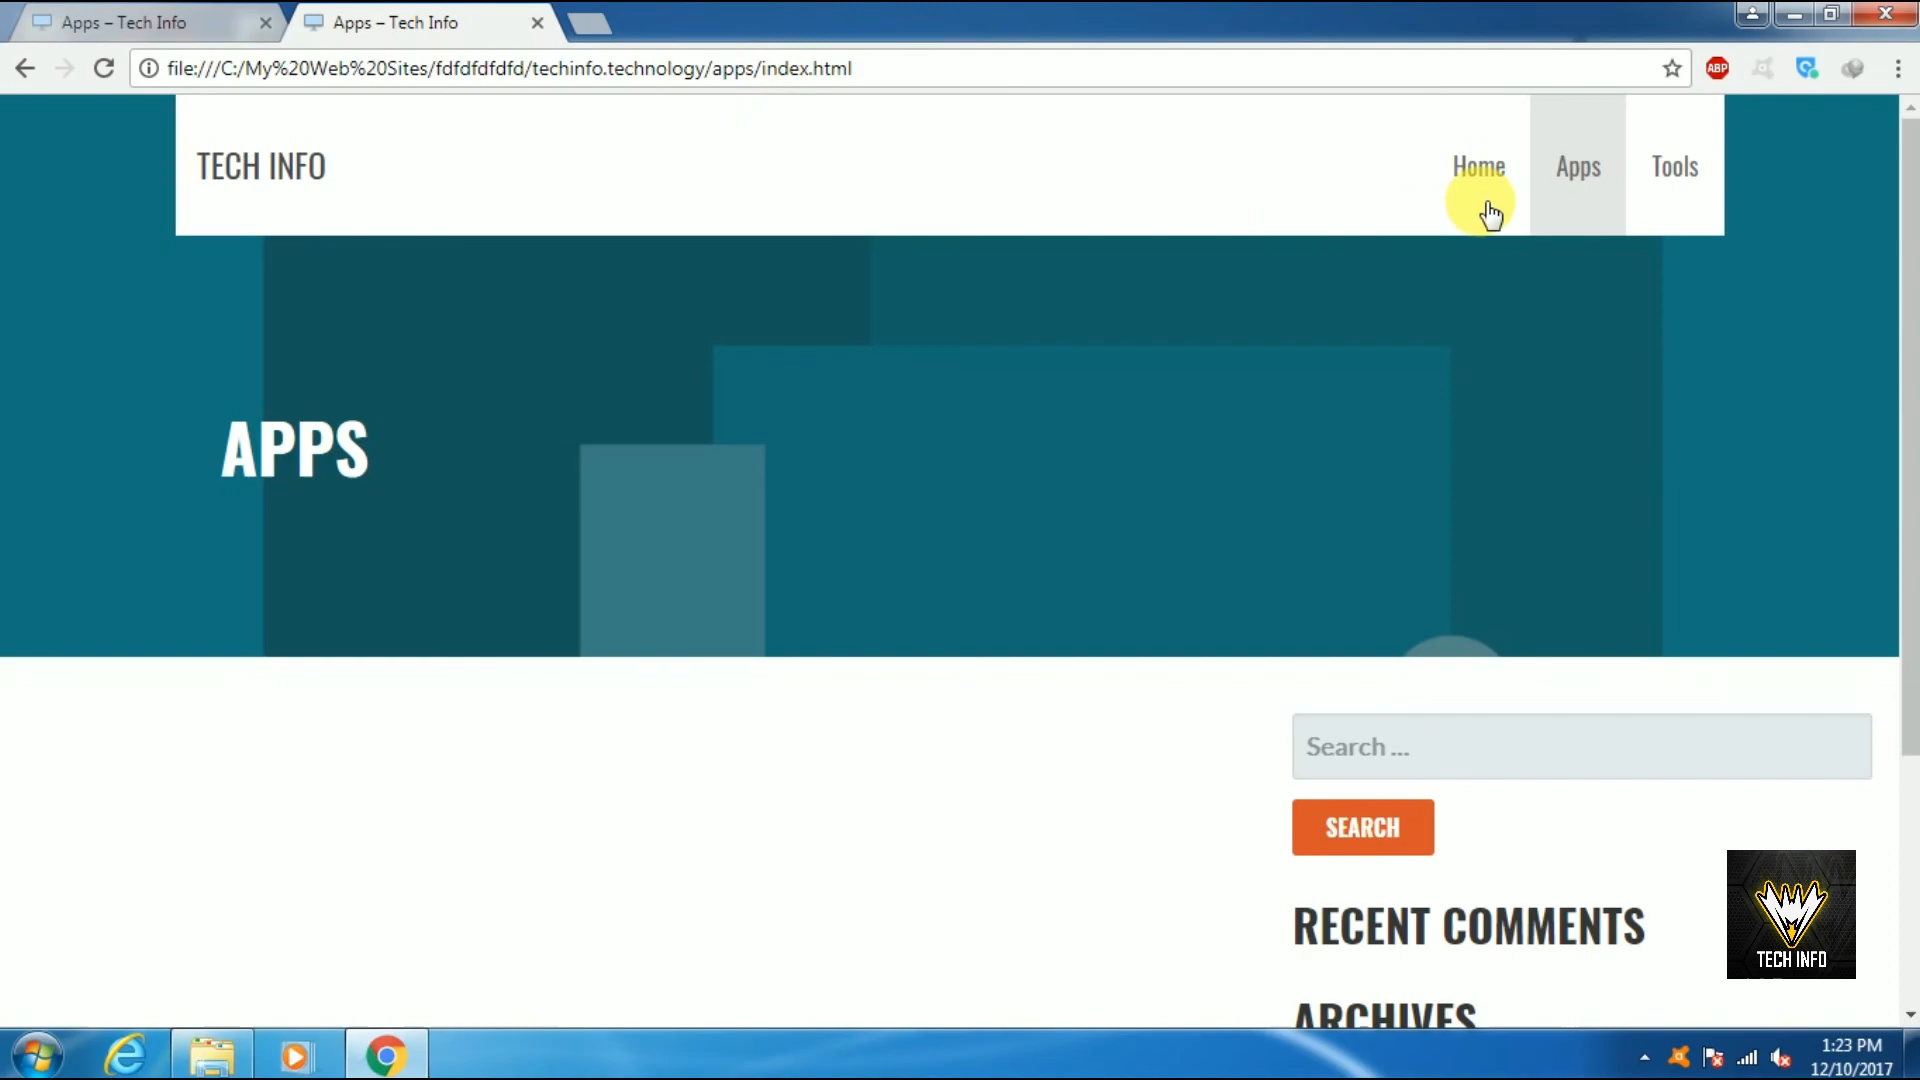 Apps – Tech Info
Apps – Tech Info
file:///C:/My%20Web%20Sites/fdfdfdfdfd/techinfo.technology/apps/index.html
ABP
TECH INFO
Home
Apps
Tools
APPS
Search ...
SEARCH
RECENT COMMENTS
TECH INFO
ARCHIVES
1:23 PM
12/10/2017